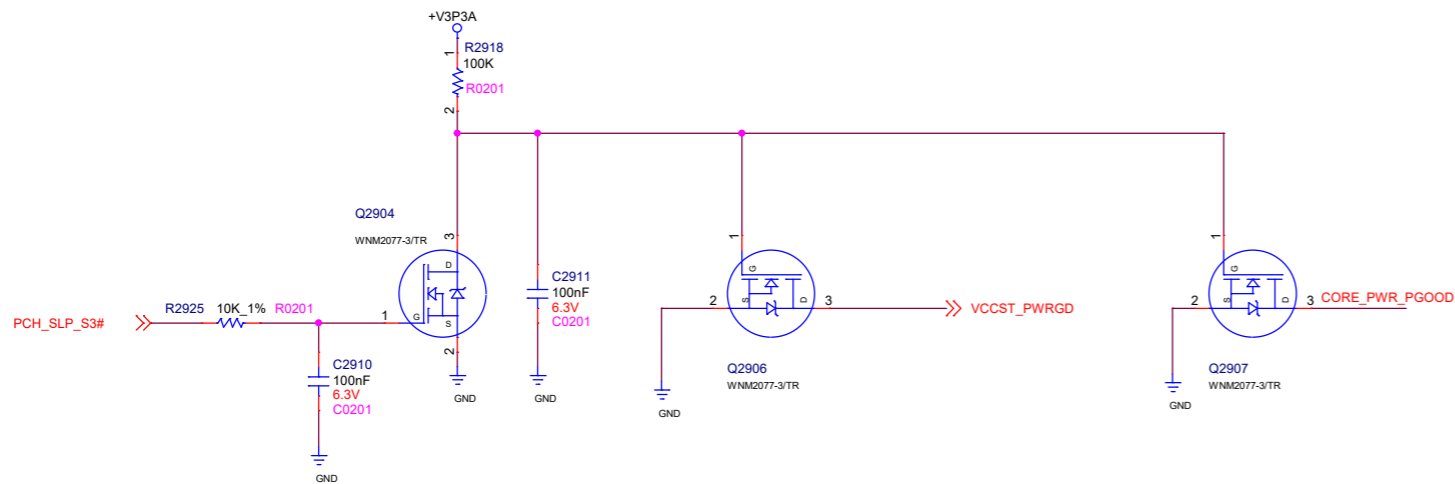 +V3P3A
1
R2918
100K
R0201
2
Q2904
WNM2077-3/TR
3
D
G
S
1
2
GND
PCH_SLP_S3#
R2925
10K_1%
R0201
C2910
100nF
6.3V
C0201
GND
C2911
100nF
6.3V
C0201
GND
1
G
S
D
2
3
VCCST_PWRGD
Q2906
WNM2077-3/TR
GND
1
G
S
D
2
3
CORE_PWR_PGOOD
Q2907
WNM2077-3/TR
GND